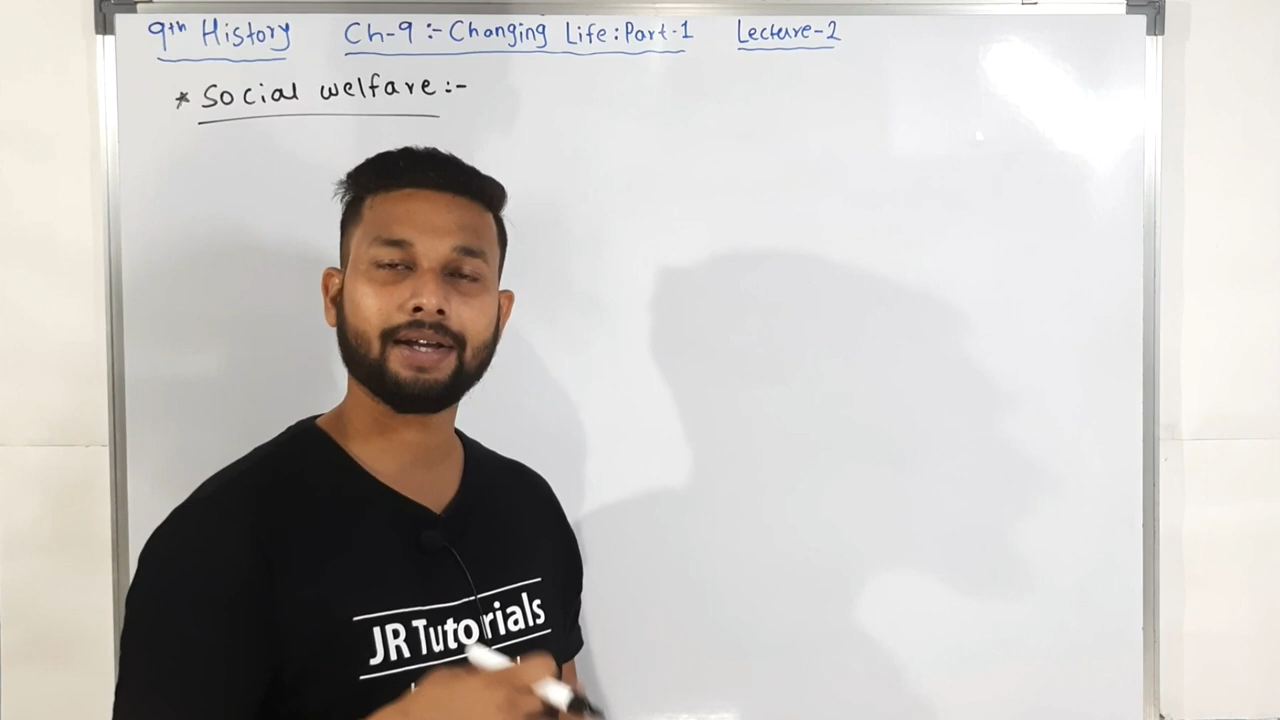 9th History Ch-9 :- Changing Life : Part-1 Lecture-2
* Social welfare :-
JR Tutorials